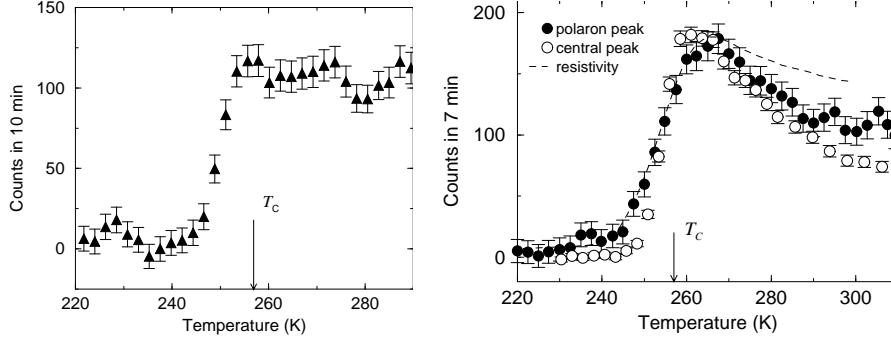 150
100
50
0
Counts in 10 min
220
240
260
280
Temperature (K)
T_C
200
100
0
Counts in 7 min
polaron peak
central peak
resistivity
T_C
220
240
260
280
300
Temperature (K)